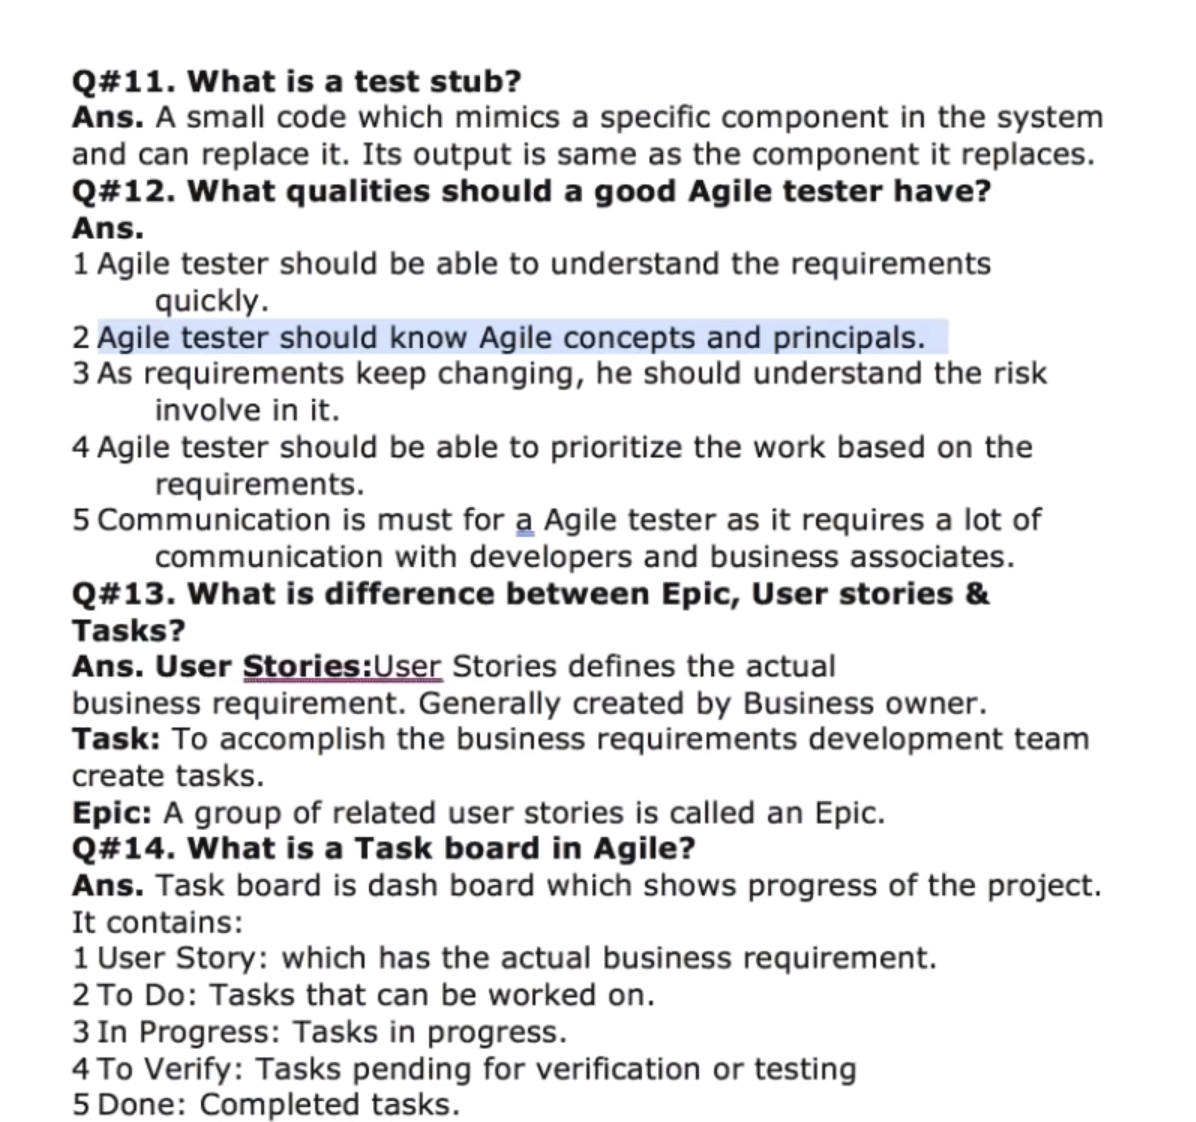 Q#11. What is a test stub?
Ans. A small code which mimics a specific component in the system
and can replace it. Its output is same as the component it replaces.
Q#12. What qualities should a good Agile tester have?
Ans.
1 Agile tester should be able to understand the requirements
quickly.
2 Agile tester should know Agile concepts and principals.
3 As requirements keep changing, he should understand the risk
involve in it.
4 Agile tester should be able to prioritize the work based on the
requirements.
5 Communication is must for a Agile tester as it requires a lot of
communication with developers and business associates.
Q#13. What is difference between Epic, User stories &
Tasks?
Ans. User Stories:User Stories defines the actual
business requirement. Generally created by Business owner.
Task: To accomplish the business requirements development team
create tasks.
Epic: A group of related user stories is called an Epic.
Q#14. What is a Task board in Agile?
Ans. Task board is dash board which shows progress of the project.
It contains:
1 User Story: which has the actual business requirement.
2 To Do: Tasks that can be worked on.
3 In Progress: Tasks in progress.
4 To Verify: Tasks pending for verification or testing
5 Done: Completed tasks.